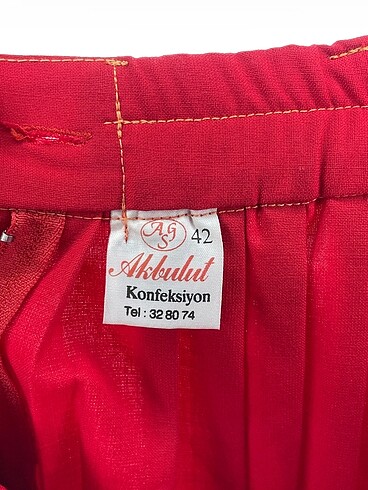 AGS 42
Akbulut
Konfeksiyon
Tel : 32 80 74